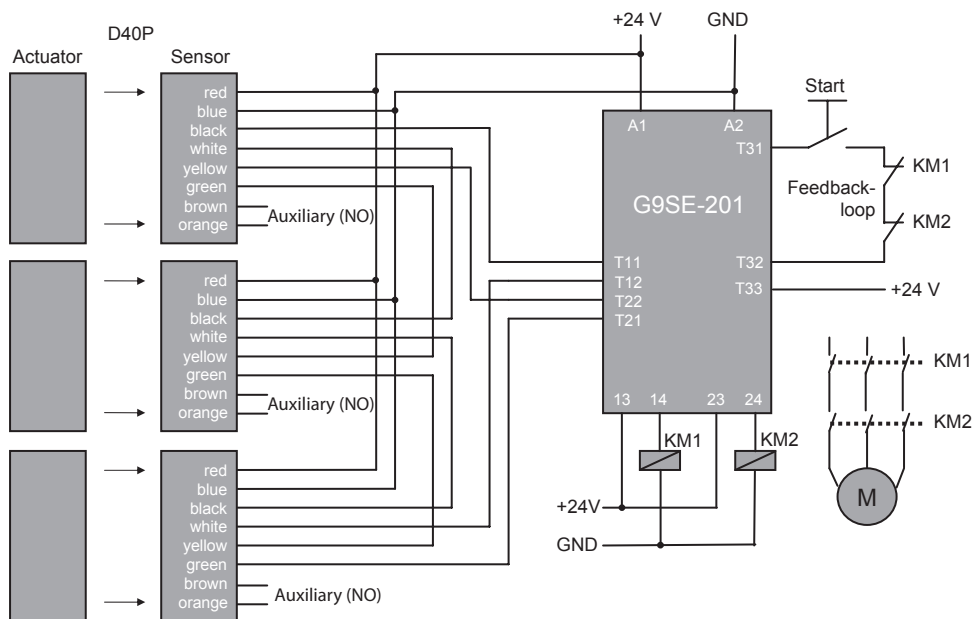 D40P
Actuator
Sensor
red
blue
black
white
yellow
green
brown
orange
Auxiliary (NO)
red
blue
black
white
yellow
green
brown
orange
Auxiliary (NO)
red
blue
black
white
yellow
green
brown
orange
Auxiliary (NO)
+24 V
GND
A1
A2
T31
Start
KM1
Feedback-
loop
KM2
G9SE-201
T11
T12
T22
T21
T32
T33
+24 V
13
14
23
24
KM1
KM2
+24V
GND
KM1
KM2
M